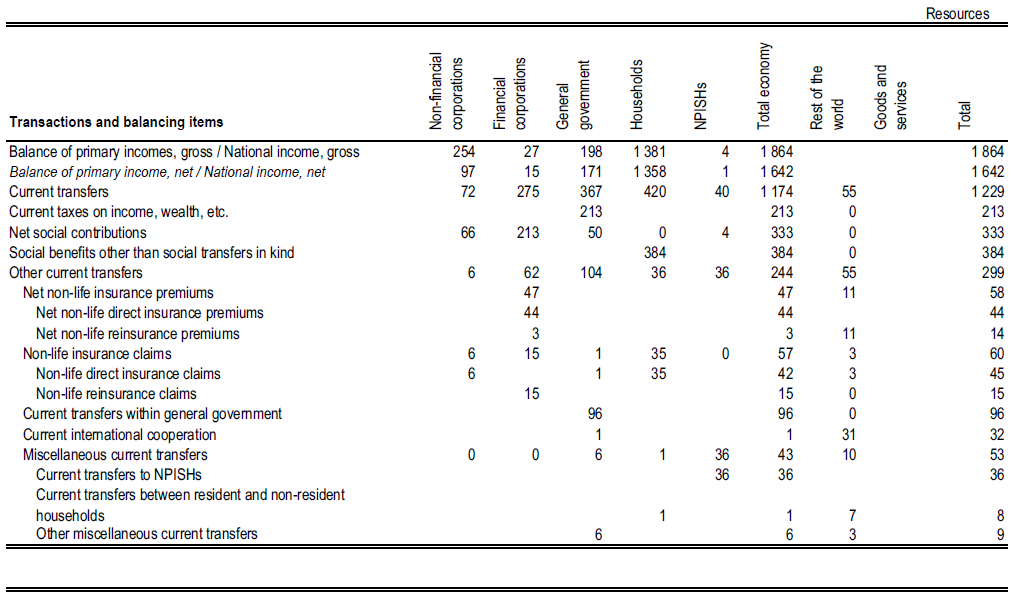 Resources
Transactions and balancing items Non-financial corporations Financial corporations General government Households NPISHs Total economy Rest of the world Goods and services Total
Balance of primary incomes, gross / National income, gross 254 27 198 1 381 4 1 864 1 864
Balance of primary income, net / National income, net 97 15 171 1 358 1 1 642 1 642
Current transfers 72 275 367 420 40 1 174 55 1 229
Current taxes on income, wealth, etc. 213 213 0 213
Net social contributions 66 213 50 0 4 333 0 333
Social benefits other than social transfers in kind 384 384 0 384
Other current transfers 6 62 104 36 36 244 55 299
Net non-life insurance premiums 47 47 11 58
Net non-life direct insurance premiums 44 44 44
Net non-life reinsurance premiums 3 3 11 14
Non-life insurance claims 6 15 1 35 0 57 3 60
Non-life direct insurance claims 6 1 35 42 3 45
Non-life reinsurance claims 15 15 0 15
Current transfers within general government 96 96 0 96
Current international cooperation 1 1 31 32
Miscellaneous current transfers 0 0 6 1 36 43 10 53
Current transfers to NPISHs 36 36 36
Current transfers between resident and non-resident
households 1 1 7 8
Other miscellaneous current transfers 6 6 3 9